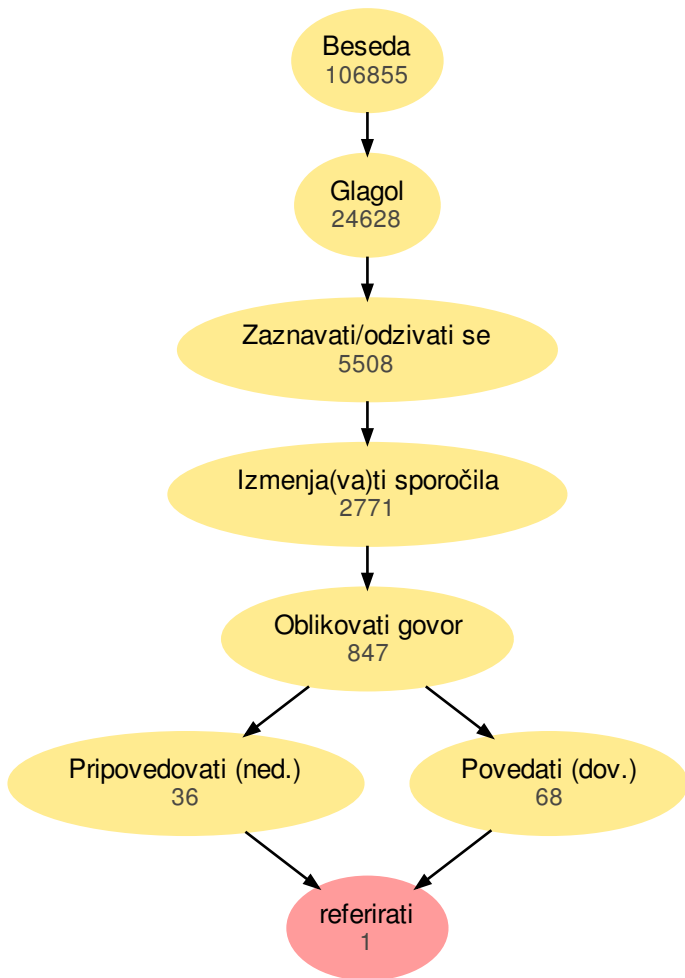 Beseda
106855
Glagol
24628
Zaznavati/odzivati se
5508
Izmenja(va)ti sporočila
2771
Oblikovati govor
847
Pripovedovati (ned.)
36
Povedati (dov.)
68
referirati
1